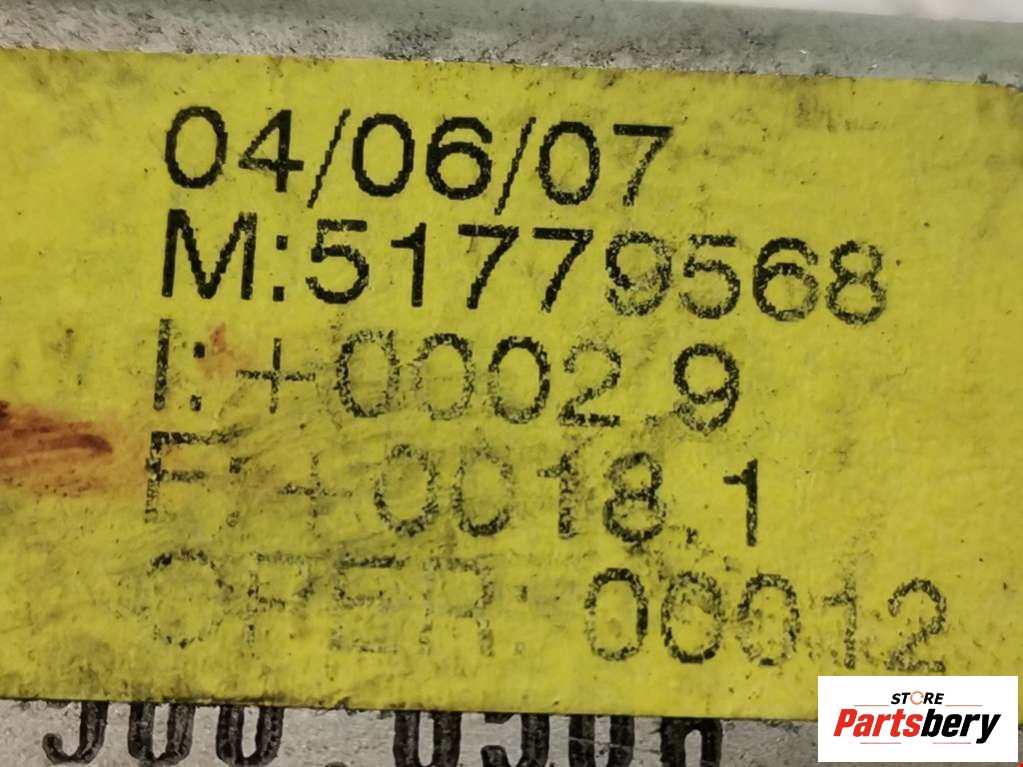 04/06/07
M:51779568
I:+0002.9
F:+0018.1
OPER:00012
STORE
Partsbery